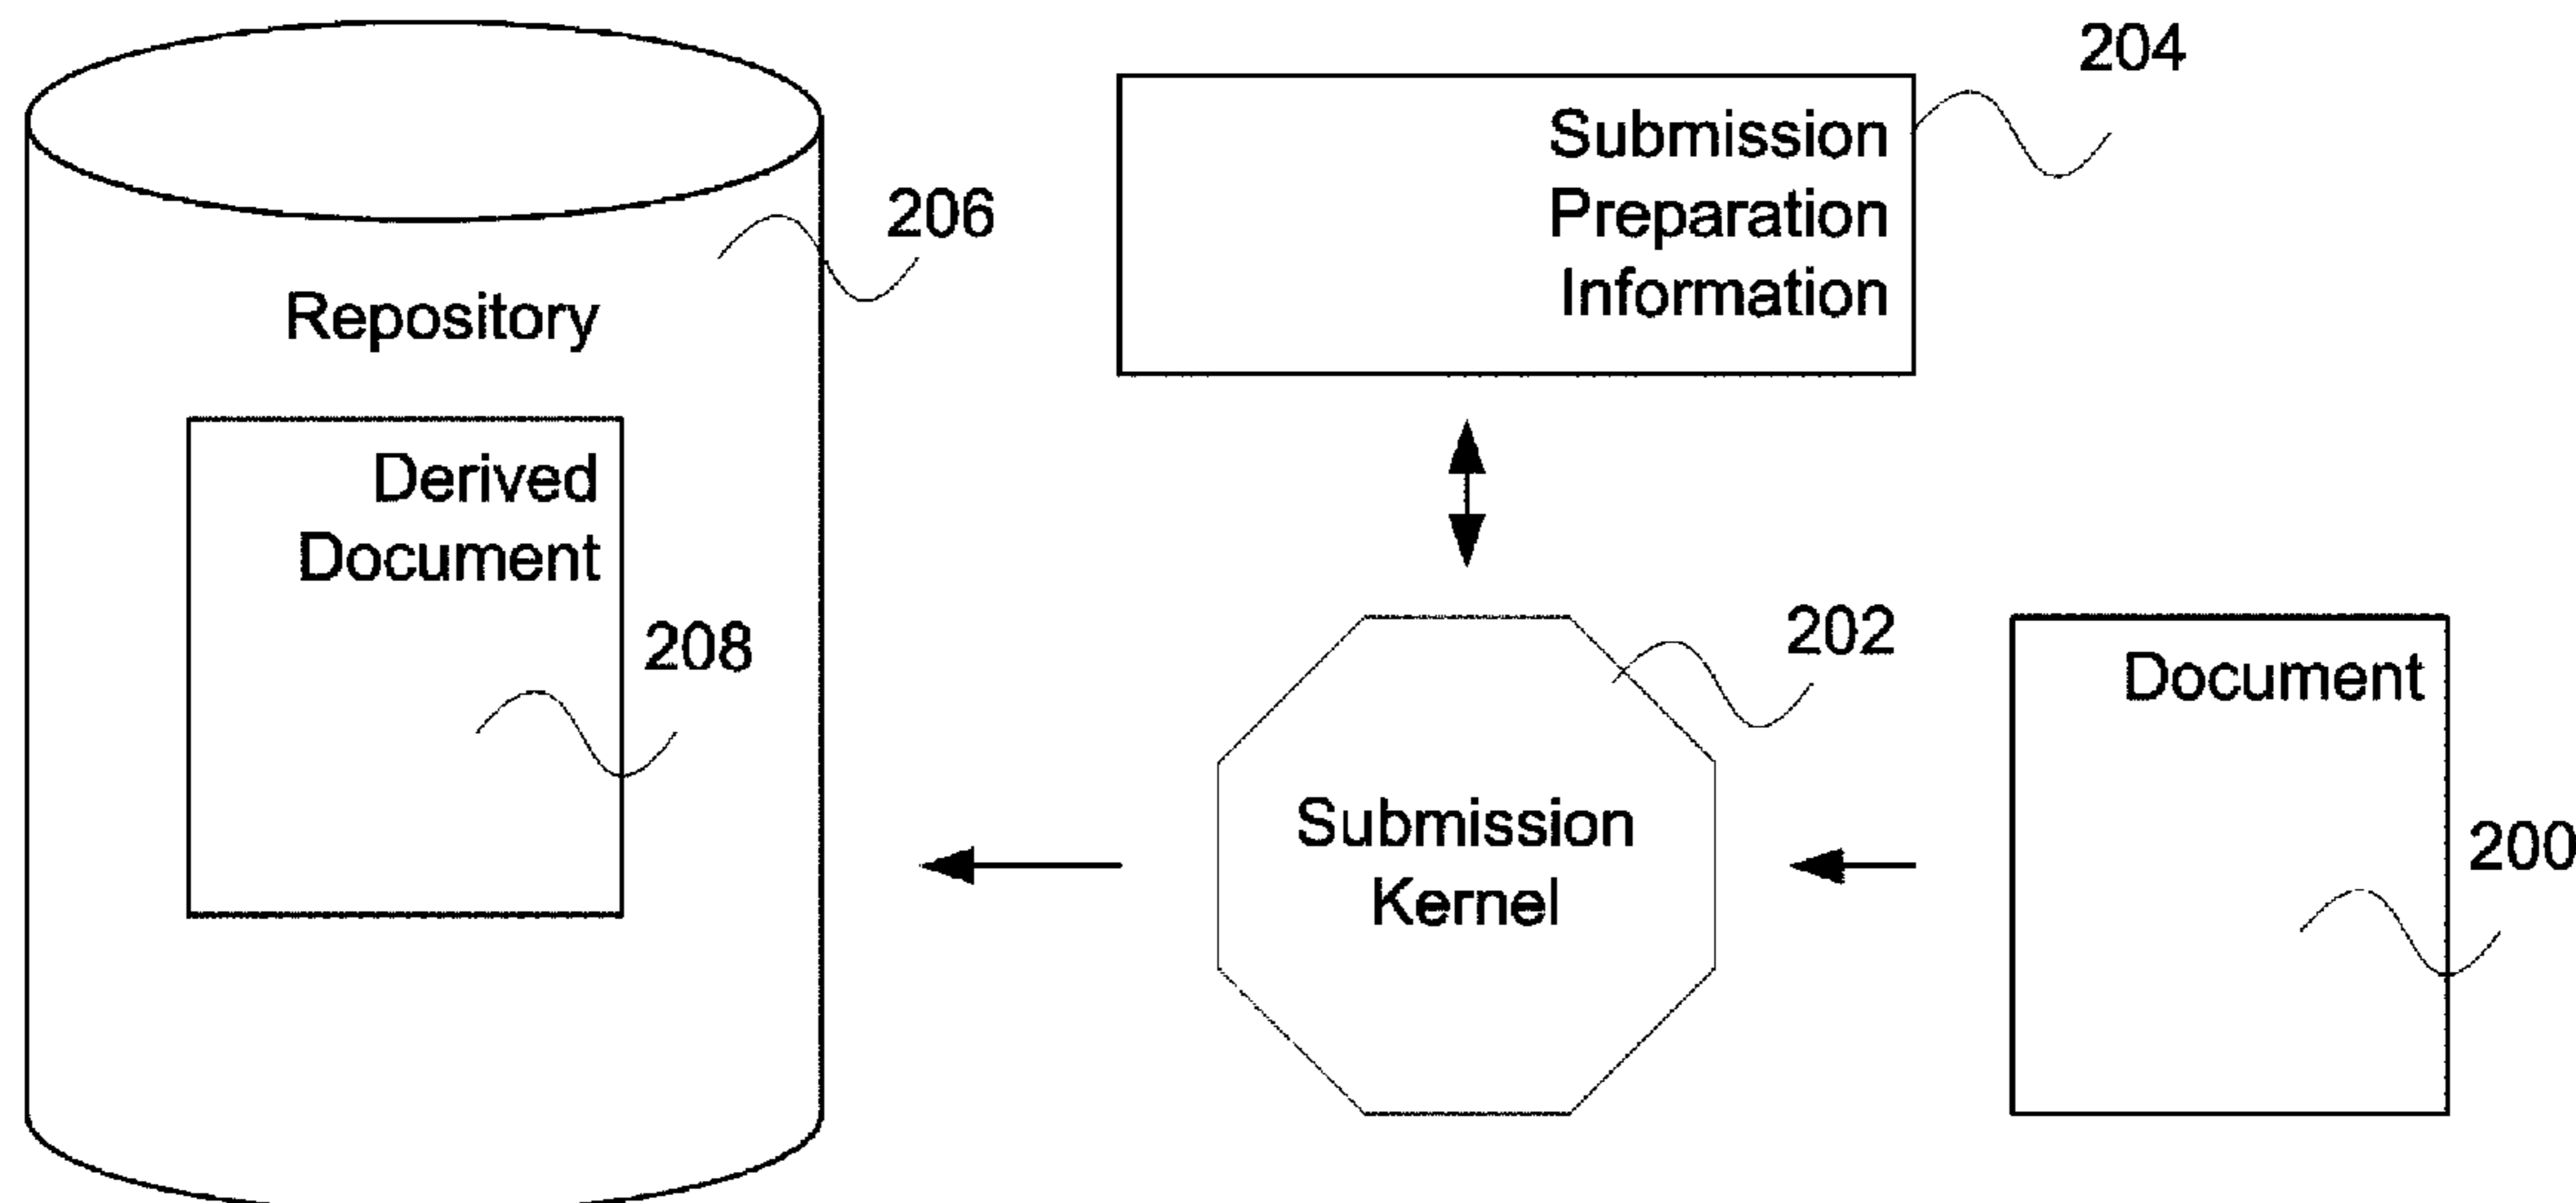 204
Submission
Preparation
Information
206
Repository
Derived
Document
208
202
Submission
Kernel
Document
200